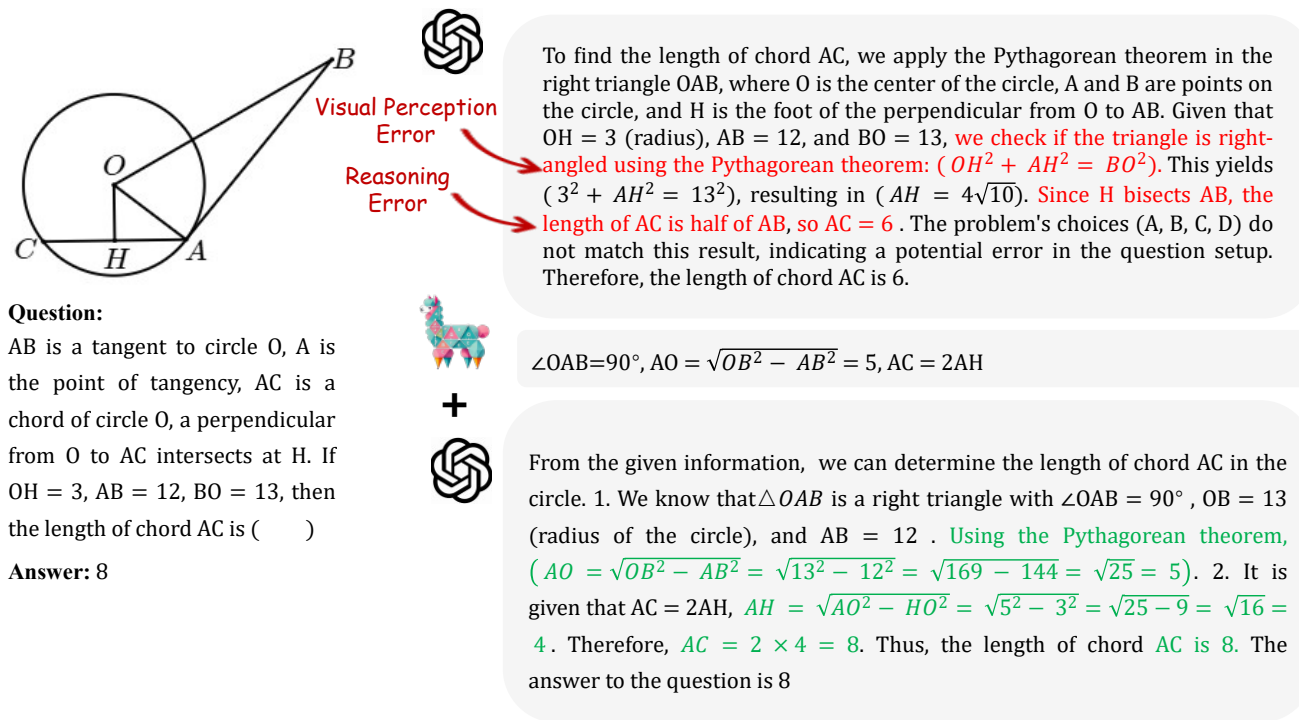 B
O
C
H
A
Visual Perception
Error
Reasoning
Error
Question:
AB is a tangent to circle O, A is
the point of tangency, AC is a
chord of circle O, a perpendicular
from O to AC intersects at H. If
OH = 3, AB = 12, BO = 13, then
the length of chord AC is (      )
Answer: 8
To find the length of chord AC, we apply the Pythagorean theorem in the
right triangle OAB, where O is the center of the circle, A and B are points on
the circle, and H is the foot of the perpendicular from O to AB. Given that
OH = 3 (radius), AB = 12, and BO = 13, we check if the triangle is right-
angled using the Pythagorean theorem: ( OH² + AH² = BO²). This yields
( 3² + AH² = 13²), resulting in ( AH = 4√10). Since H bisects AB, the
length of AC is half of AB, so AC = 6 . The problem's choices (A, B, C, D) do
not match this result, indicating a potential error in the question setup.
Therefore, the length of chord AC is 6.
∠OAB=90°, AO = √(OB² − AB²) = 5, AC = 2AH
+
From the given information, we can determine the length of chord AC in the
circle. 1. We know that△OAB is a right triangle with ∠OAB = 90° , OB = 13
(radius of the circle), and AB = 12 . Using the Pythagorean theorem,
( AO = √(OB² − AB²) = √(13² − 12²) = √(169 − 144) = √25 = 5). 2. It is
given that AC = 2AH, AH = √(AO² − HO²) = √(5² − 3²) = √(25 − 9) = √16 =
4 . Therefore, AC = 2 × 4 = 8. Thus, the length of chord AC is 8. The
answer to the question is 8